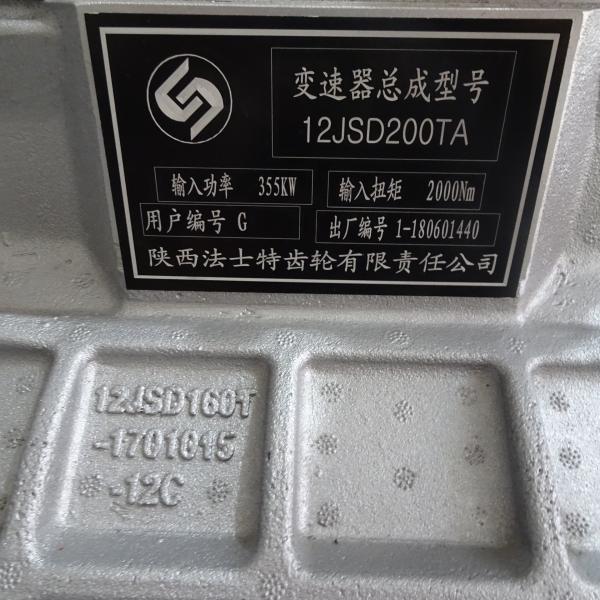 变速器总成型号
12JSD200TA
输入功率 355KW 输入扭矩 2000Nm
用户编号 G 出厂编号 1-180601440
陕西法士特齿轮有限责任公司
12JSD160T
-1701015
-12C